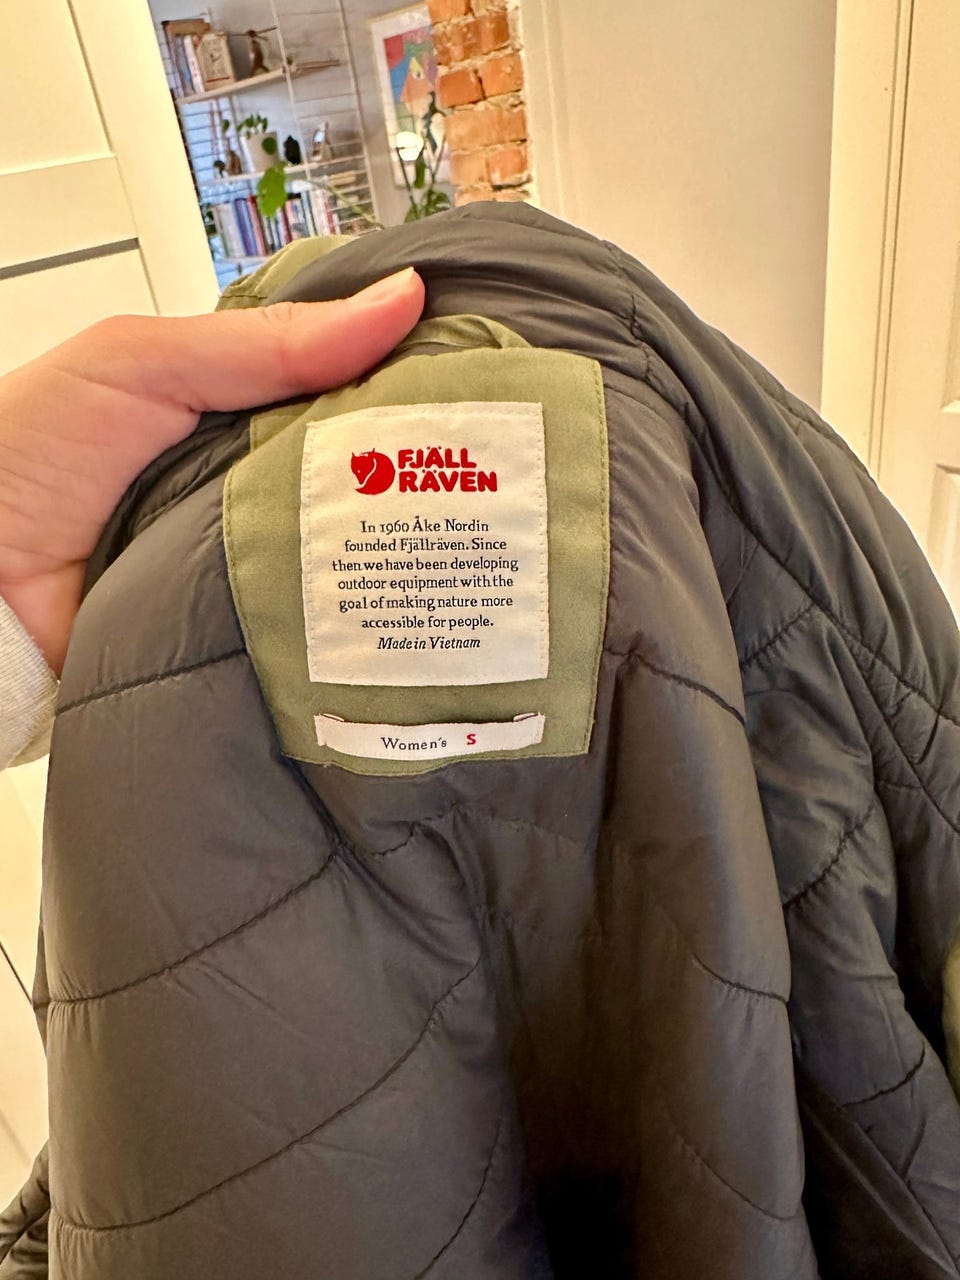 FJÄLL
RÄVEN
In 1960 Åke Nordin
founded Fjällräven. Since
then we have been developing
outdoor equipment with the
goal of making nature more
accessible for people.
Made in Vietnam
Women's S